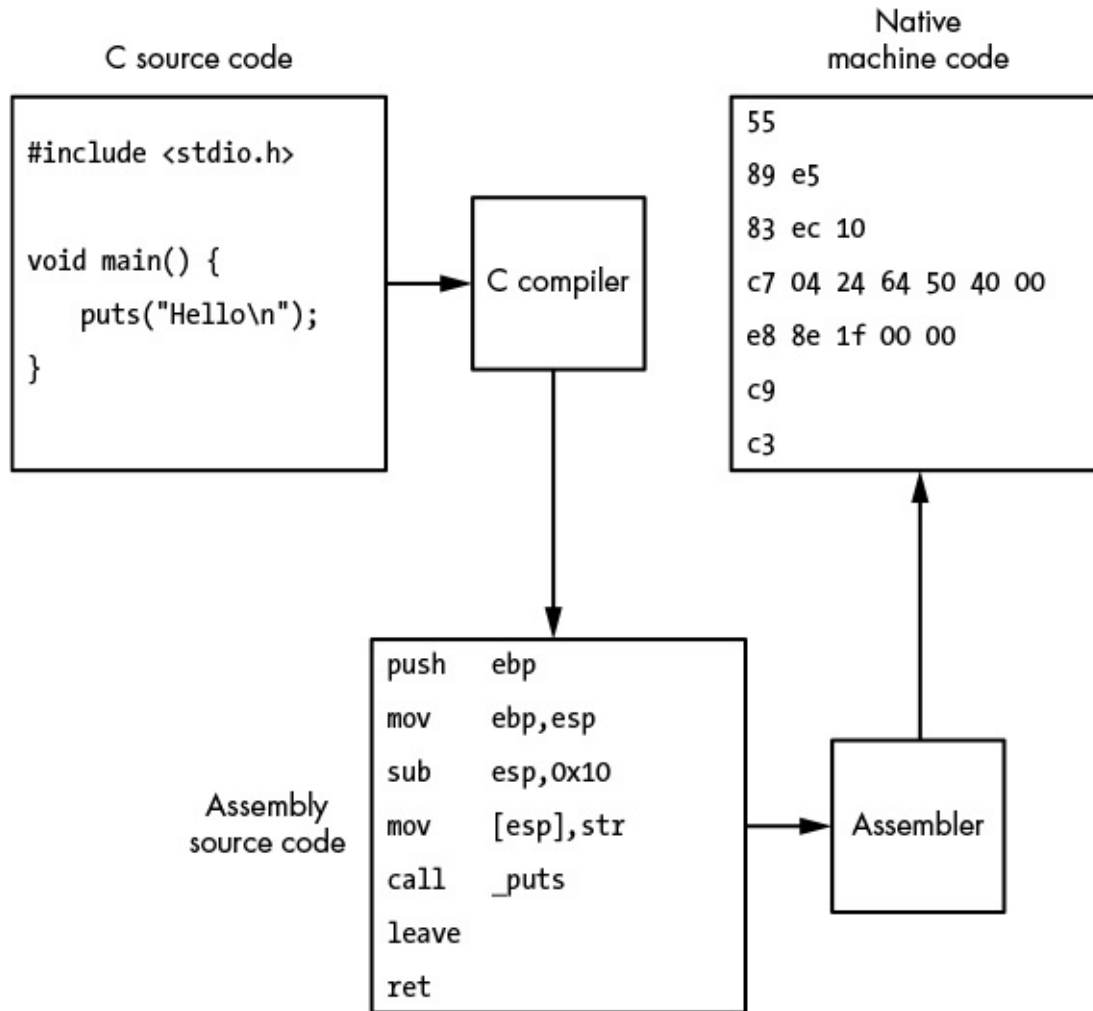 C source code
#include <stdio.h>
void main() {
puts("Hello\n");
}
C compiler
Assembly
source code
push ebp
mov ebp,esp
sub esp,0x10
mov [esp],str
call _puts
leave
ret
Assembler
Native
machine code
55
89 e5
83 ec 10
c7 04 24 64 50 40 00
e8 8e 1f 00 00
c9
c3